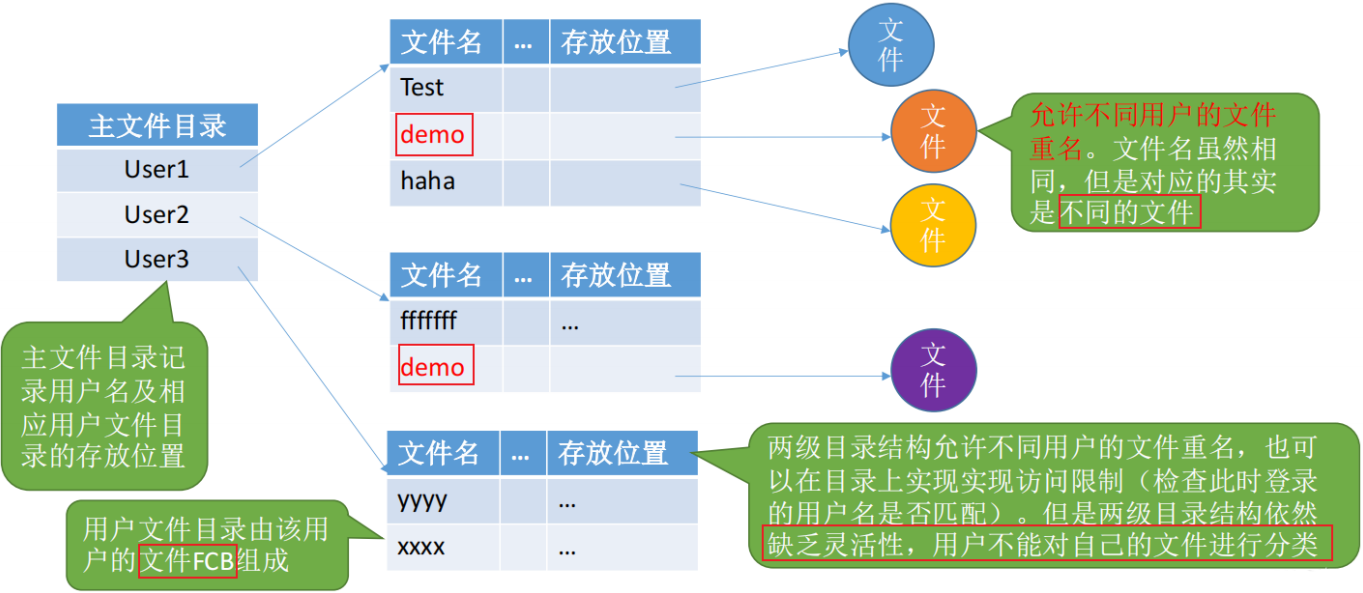 主文件目录
User1
User2
User3
主文件目录记
录用户名及相
应用户文件目
录的存放位置
文件名 … 存放位置
Test
demo
haha
文
件
文
件
文
件
允许不同用户的文件
重名。文件名虽然相
同，但是对应的其实
是不同的文件
文件名 … 存放位置
fffffff …
demo
文
件
文件名 … 存放位置
yyyy …
xxxx …
用户文件目录由该用
户的文件FCB组成
两级目录结构允许不同用户的文件重名，也可
以在目录上实现实现访问限制（检查此时登录
的用户名是否匹配）。但是两级目录结构依然
缺乏灵活性，用户不能对自己的文件进行分类